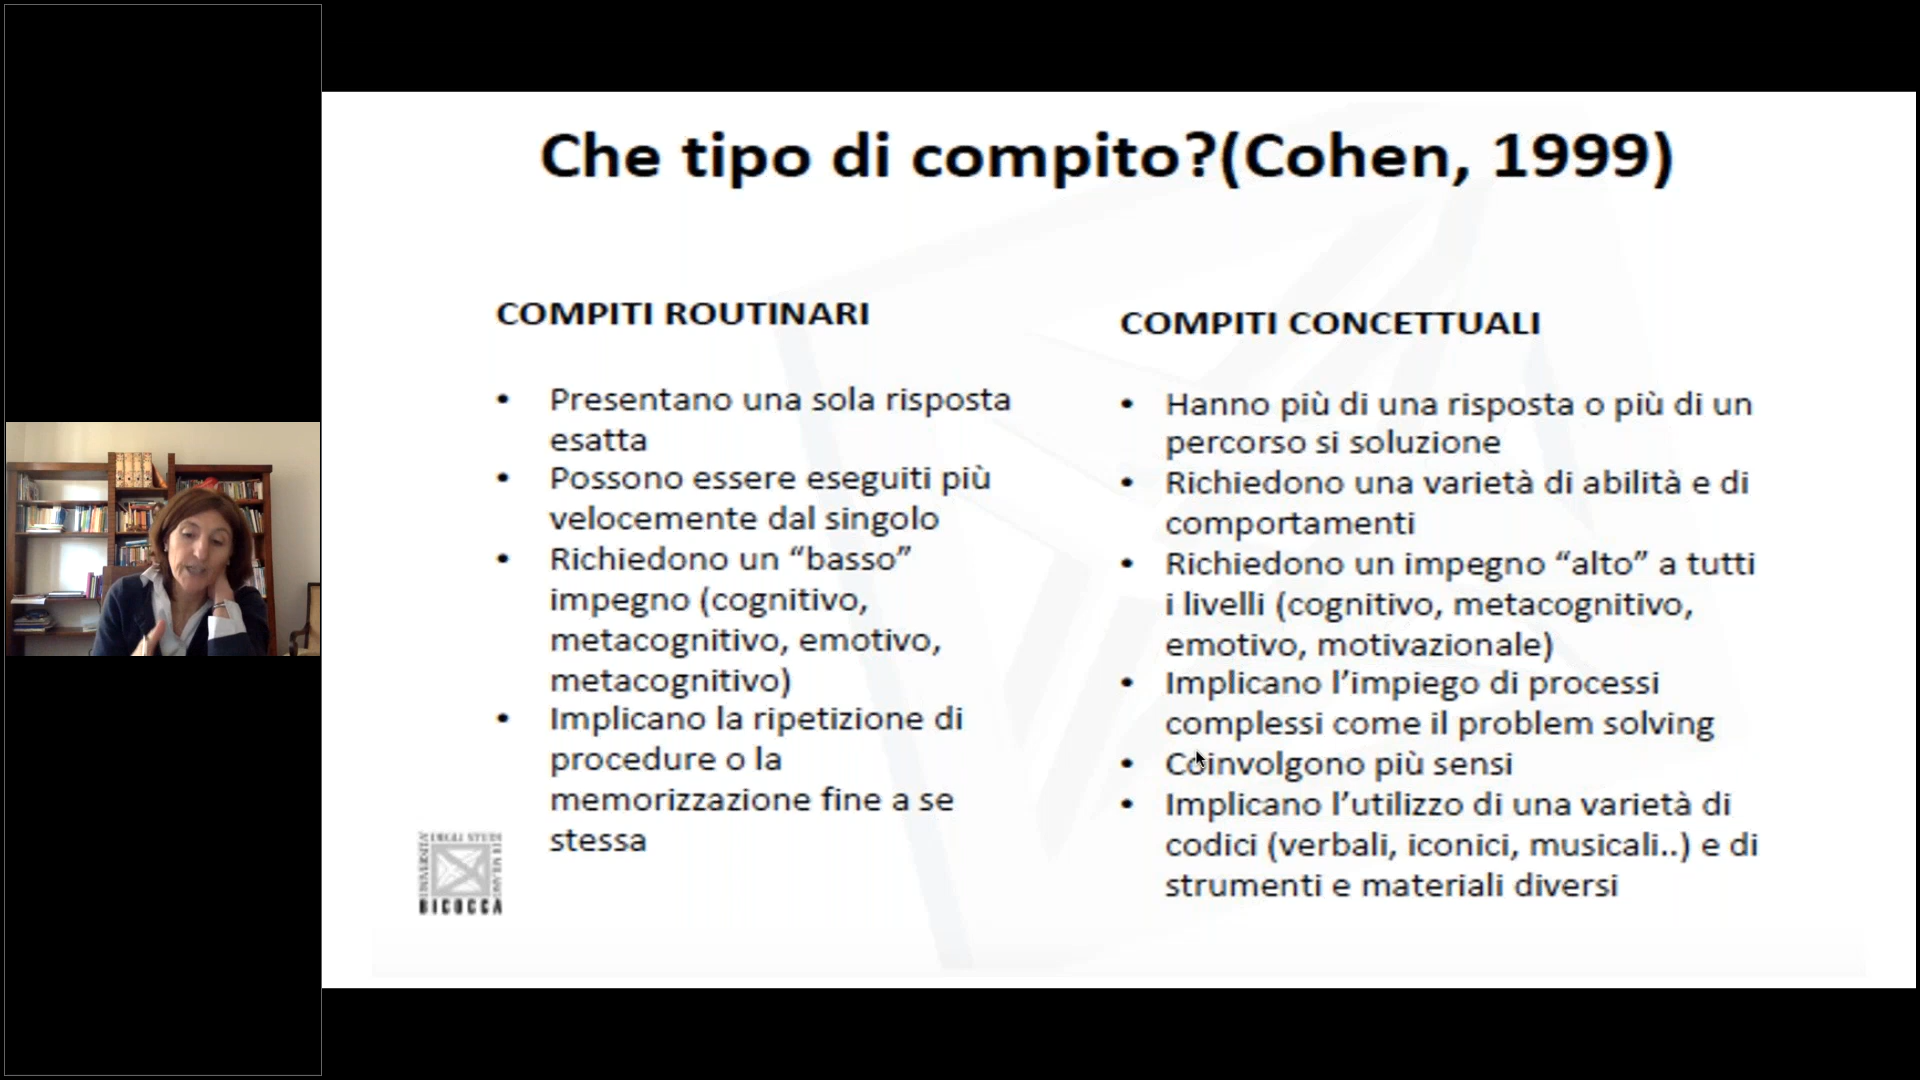 Che tipo di compito?(Cohen, 1999)
COMPITI ROUTINARI
• Presentano una sola risposta
esatta
• Possono essere eseguiti più
velocemente dal singolo
• Richiedono un “basso”
impegno (cognitivo,
metacognitivo, emotivo,
metacognitivo)
• Implicano la ripetizione di
procedure o la
memorizzazione fine a se
stessa
COMPITI CONCETTUALI
• Hanno più di una risposta o più di un
percorso si soluzione
• Richiedono una varietà di abilità e di
comportamenti
• Richiedono un impegno “alto” a tutti
i livelli (cognitivo, metacognitivo,
emotivo, motivazionale)
• Implicano l’impiego di processi
complessi come il problem solving
• Coinvolgono più sensi
• Implicano l’utilizzo di una varietà di
codici (verbali, iconici, musicali..) e di
strumenti e materiali diversi
DEGLI STUDI
BICOCCA